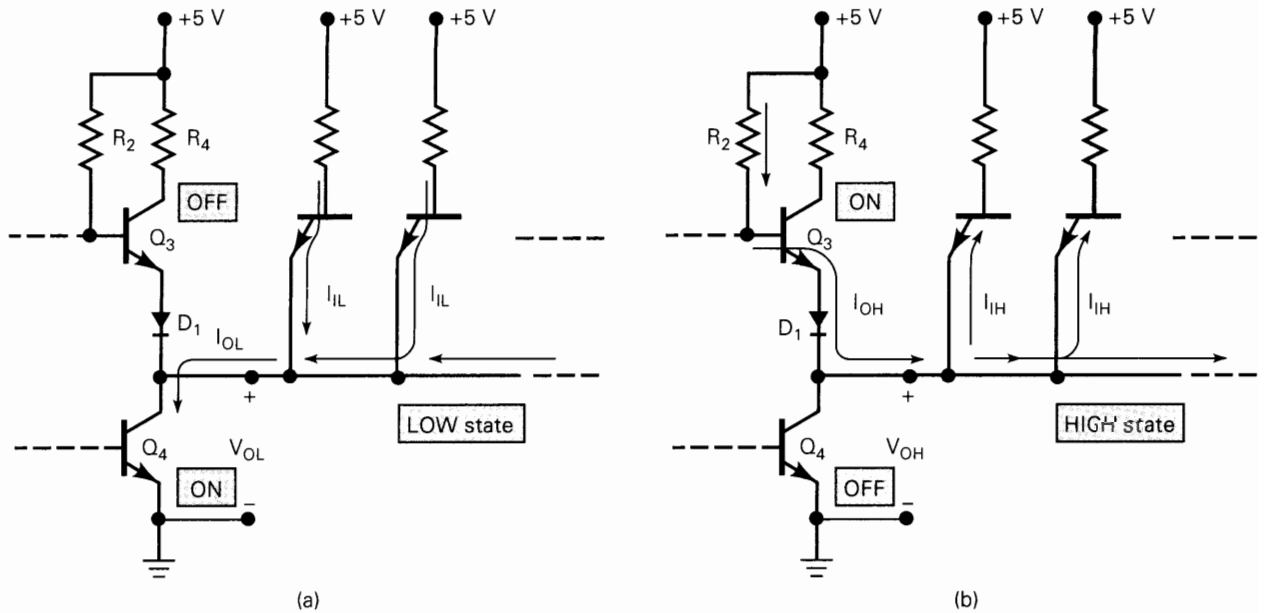 +5 V
+5 V
+5 V
R2
R4
OFF
Q3
IIL
IIL
D1
IOL
+
LOW state
Q4
VOL
ON
–
(a)
+5 V
+5 V
+5 V
R2
R4
ON
Q3
IOH
IIH
IIH
D1
+
HIGH state
Q4
VOH
OFF
–
(b)